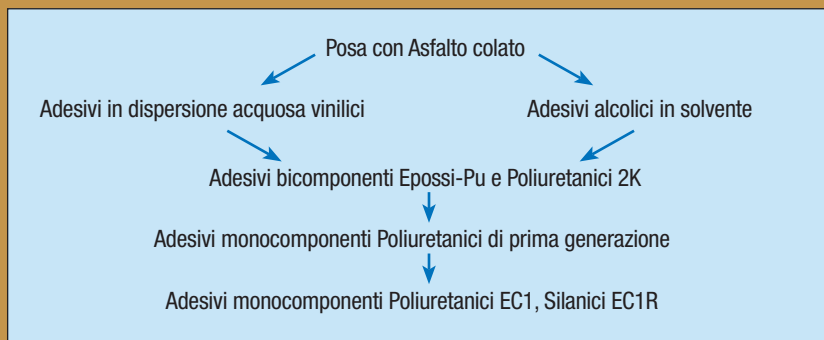 Posa con Asfalto colato
Adesivi in dispersione acquosa vinilici
Adesivi alcolici in solvente
Adesivi bicomponenti Epossi-Pu e Poliuretanici 2K
Adesivi monocomponenti Poliuretanici di prima generazione
Adesivi monocomponenti Poliuretanici EC1, Silanici EC1R